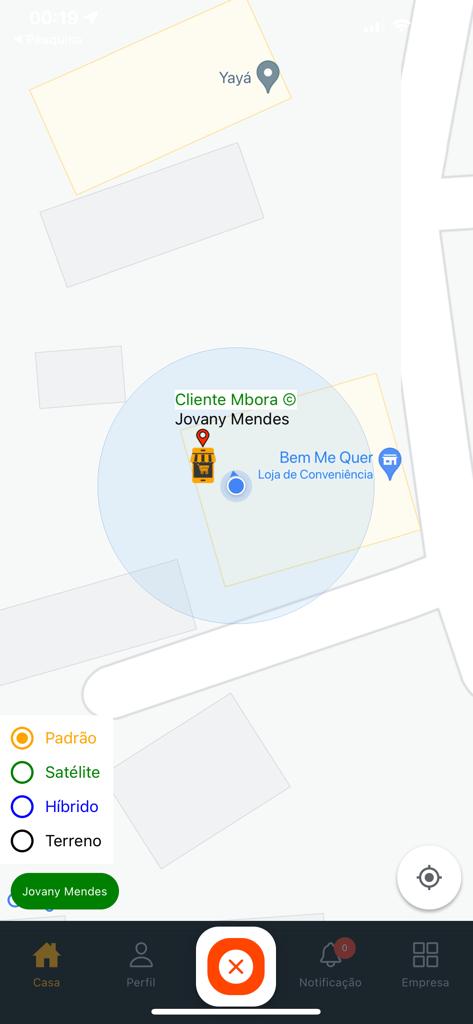 00:19
◀ Pesquisa
Yayá
Cliente Mbora ©
Jovany Mendes
Bem Me Quer
Loja de Conveniência
Padrão
Satélite
Híbrido
Terreno
Jovany Mendes
0
Casa
Perfil
Notificação
Empresa